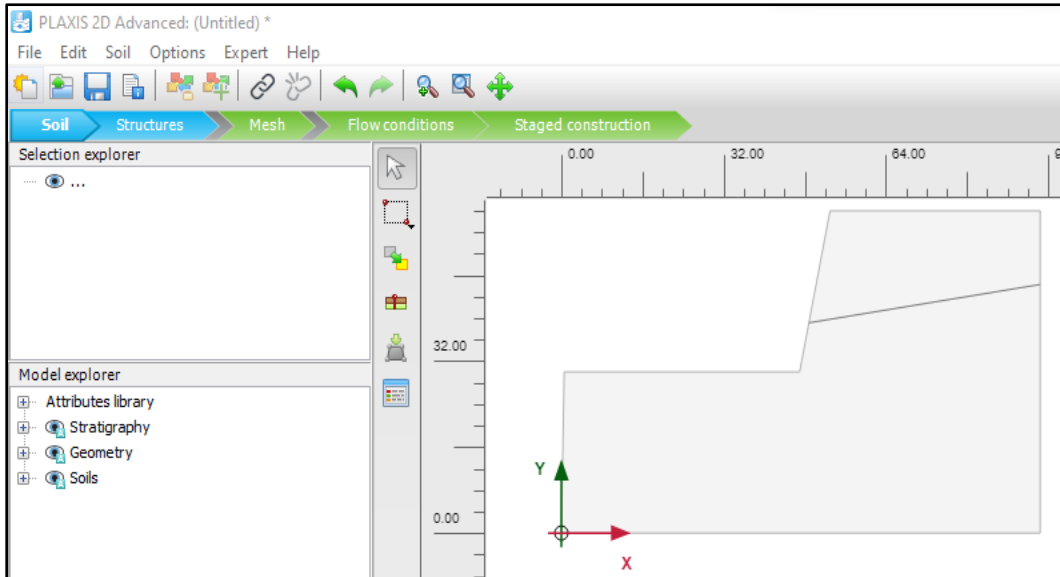 PLAXIS 2D Advanced: (Untitled) *
File Edit Soil Options Expert Help
Soil Structures Mesh Flow conditions Staged construction
Selection explorer
...
0.00 32.00 64.00 9
32.00
Model explorer
Attributes library
Stratigraphy
Geometry
Soils
Y
0.00
X